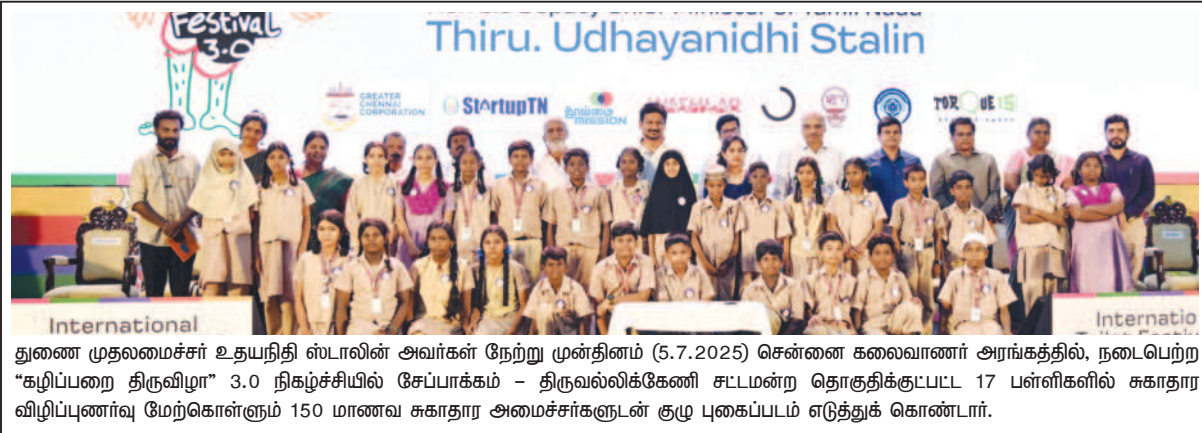 Festival
3.0
Thiru. Udhayanidhi Stalin
GREATER
CHENNAI
CORPORATION
StartupTN
தூய்மை
MISSION
TORQUE
International
Internatio
துணை முதலமைச்சர் உதயநிதி ஸ்டாலின் அவர்கள் நேற்று முன்தினம் (5.7.2025) சென்னை கலைவாணர் அரங்கத்தில், நடைபெற்ற
“கழிப்பறை திருவிழா” 3.0 நிகழ்ச்சியில் சேப்பாக்கம் – திருவல்லிக்கேணி சட்டமன்ற தொகுதிக்குட்பட்ட 17 பள்ளிகளில் சுகாதார
விழிப்புணர்வு மேற்கொள்ளும் 150 மாணவ சுகாதார அமைச்சர்களுடன் குழு புகைப்படம் எடுத்துக் கொண்டார்.